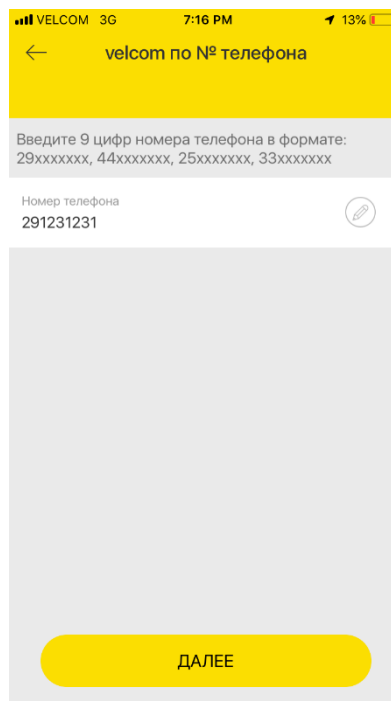 VELCOM 3G 7:16 PM 13%
velcom по № телефона
Введите 9 цифр номера телефона в формате:
29xxxxxxx, 44xxxxxxx, 25xxxxxxx, 33xxxxxxx
Номер телефона
291231231
ДАЛЕЕ